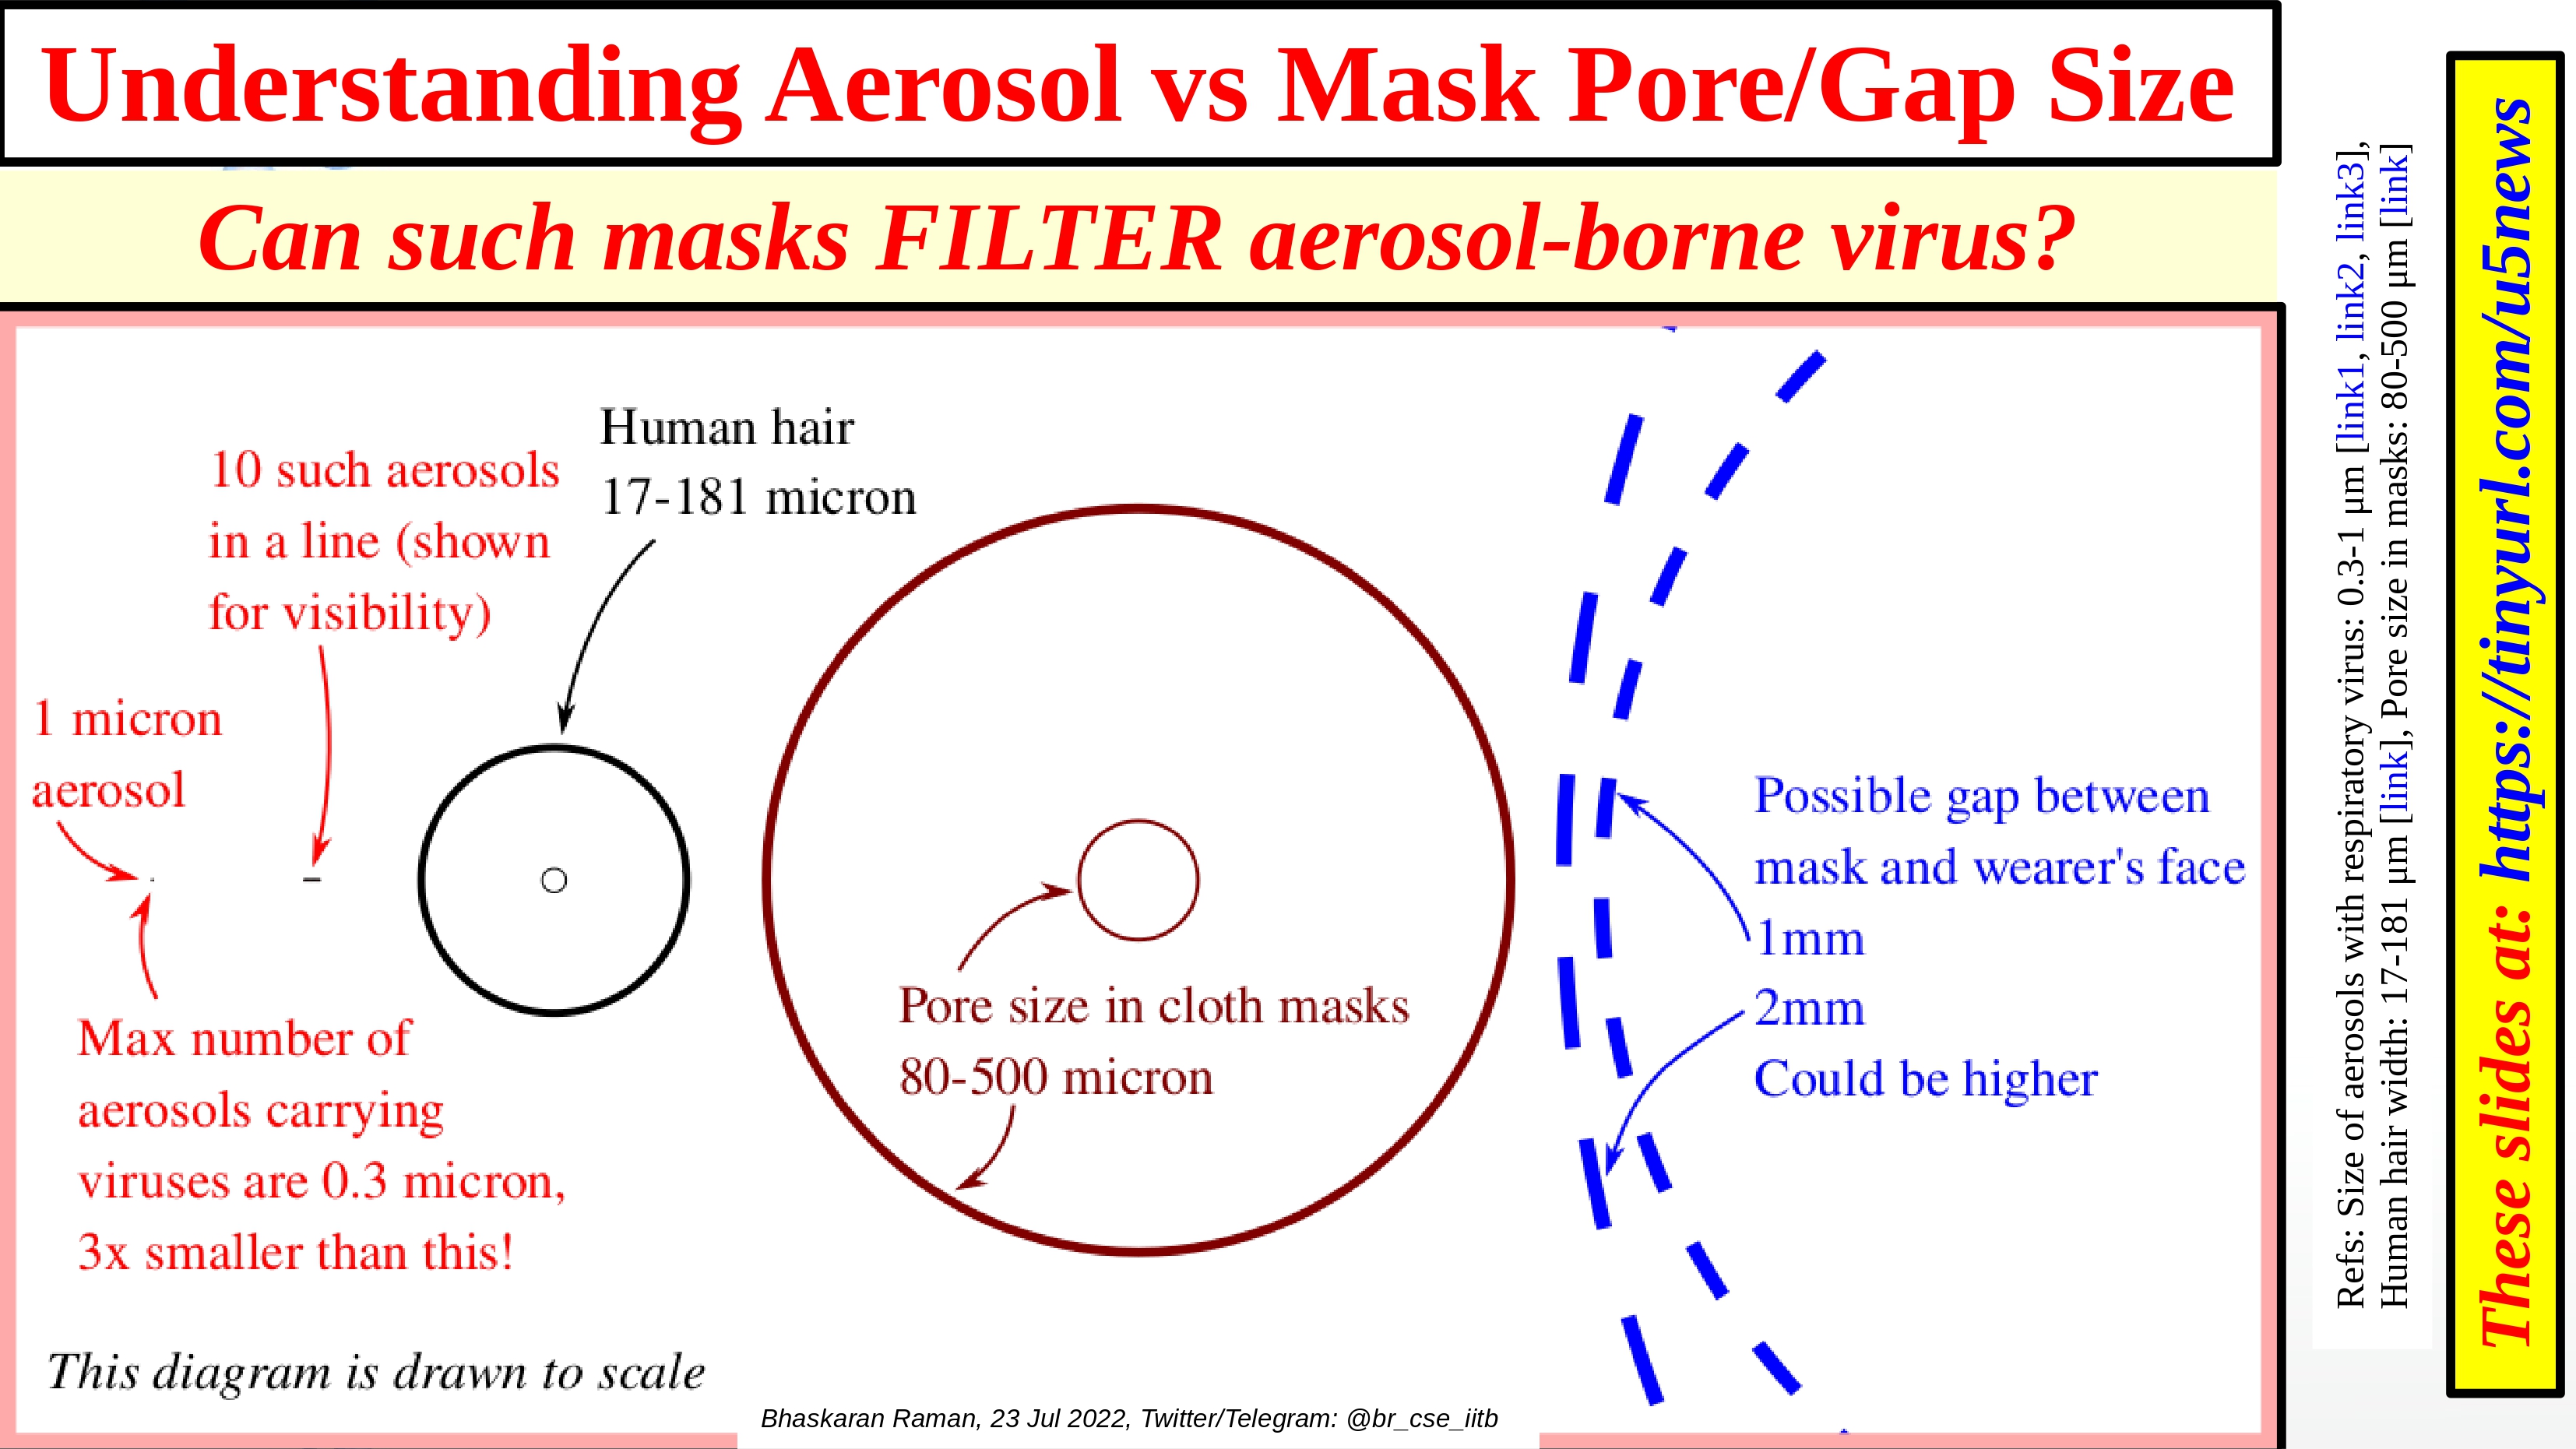 Understanding Aerosol vs Mask Pore/Gap Size
Can such masks FILTER aerosol-borne virus?
10 such aerosols
in a line (shown
for visibility)
Human hair
17-181 micron
1 micron
aerosol
Max number of
aerosols carrying
viruses are 0.3 micron,
3x smaller than this!
Pore size in cloth masks
80-500 micron
Possible gap between
mask and wearer's face
1mm
2mm
Could be higher
This diagram is drawn to scale
Bhaskaran Raman, 23 Jul 2022, Twitter/Telegram: @br_cse_iitb
Refs: Size of aerosols with respiratory virus: 0.3-1 μm [link1, link2, link3],
Human hair width: 17-181 μm [link], Pore size in masks: 80-500 μm [link]
These slides at: https://tinyurl.com/u5news